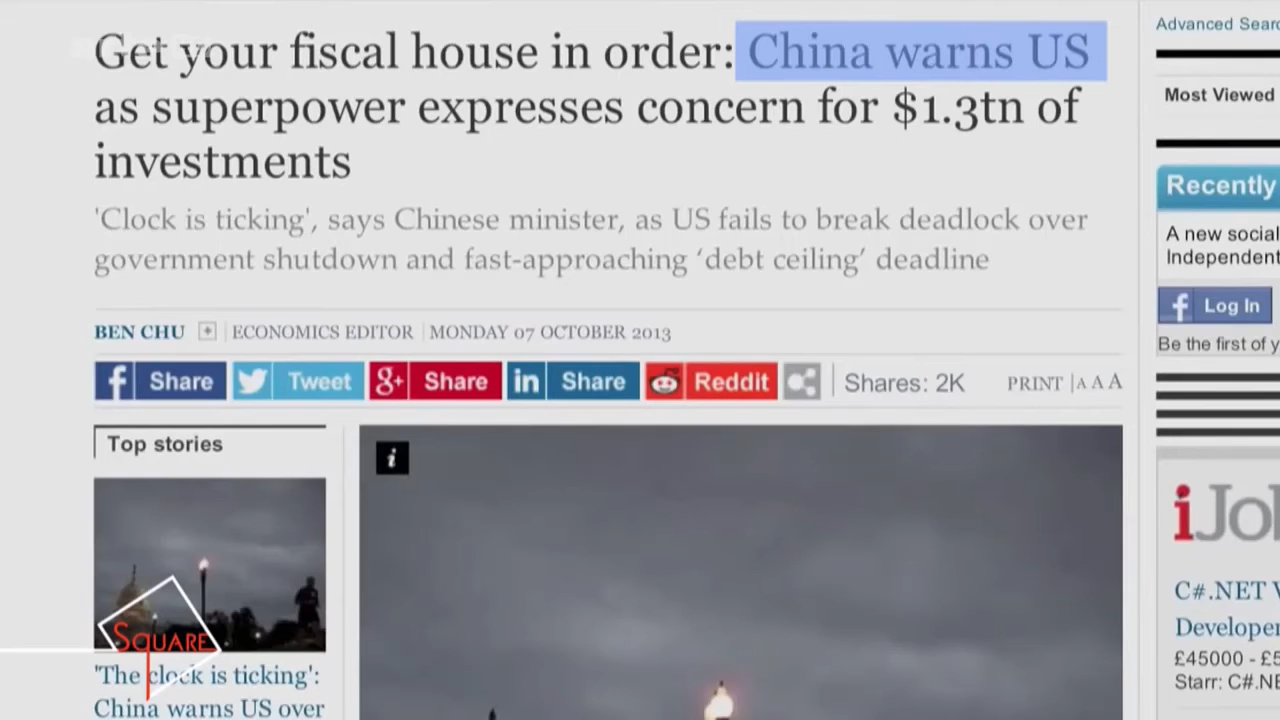 Get your fiscal house in order: China warns US
as superpower expresses concern for $1.3tn of
investments
'Clock is ticking', says Chinese minister, as US fails to break deadlock over
government shutdown and fast-approaching ‘debt ceiling’ deadline
BEN CHU + ECONOMICS EDITOR MONDAY 07 OCTOBER 2013
f Share Tweet g+ Share in Share Reddit Shares: 2K PRINT A A A
Top stories
i
SQUARE
'The clock is ticking':
China warns US over
Advanced Sear
Most Viewed
Recently
A new social
Independent
f Log In
Be the first of y
iJo
C#.NET
Developer
£45000 - £5
Starr: C#.NE